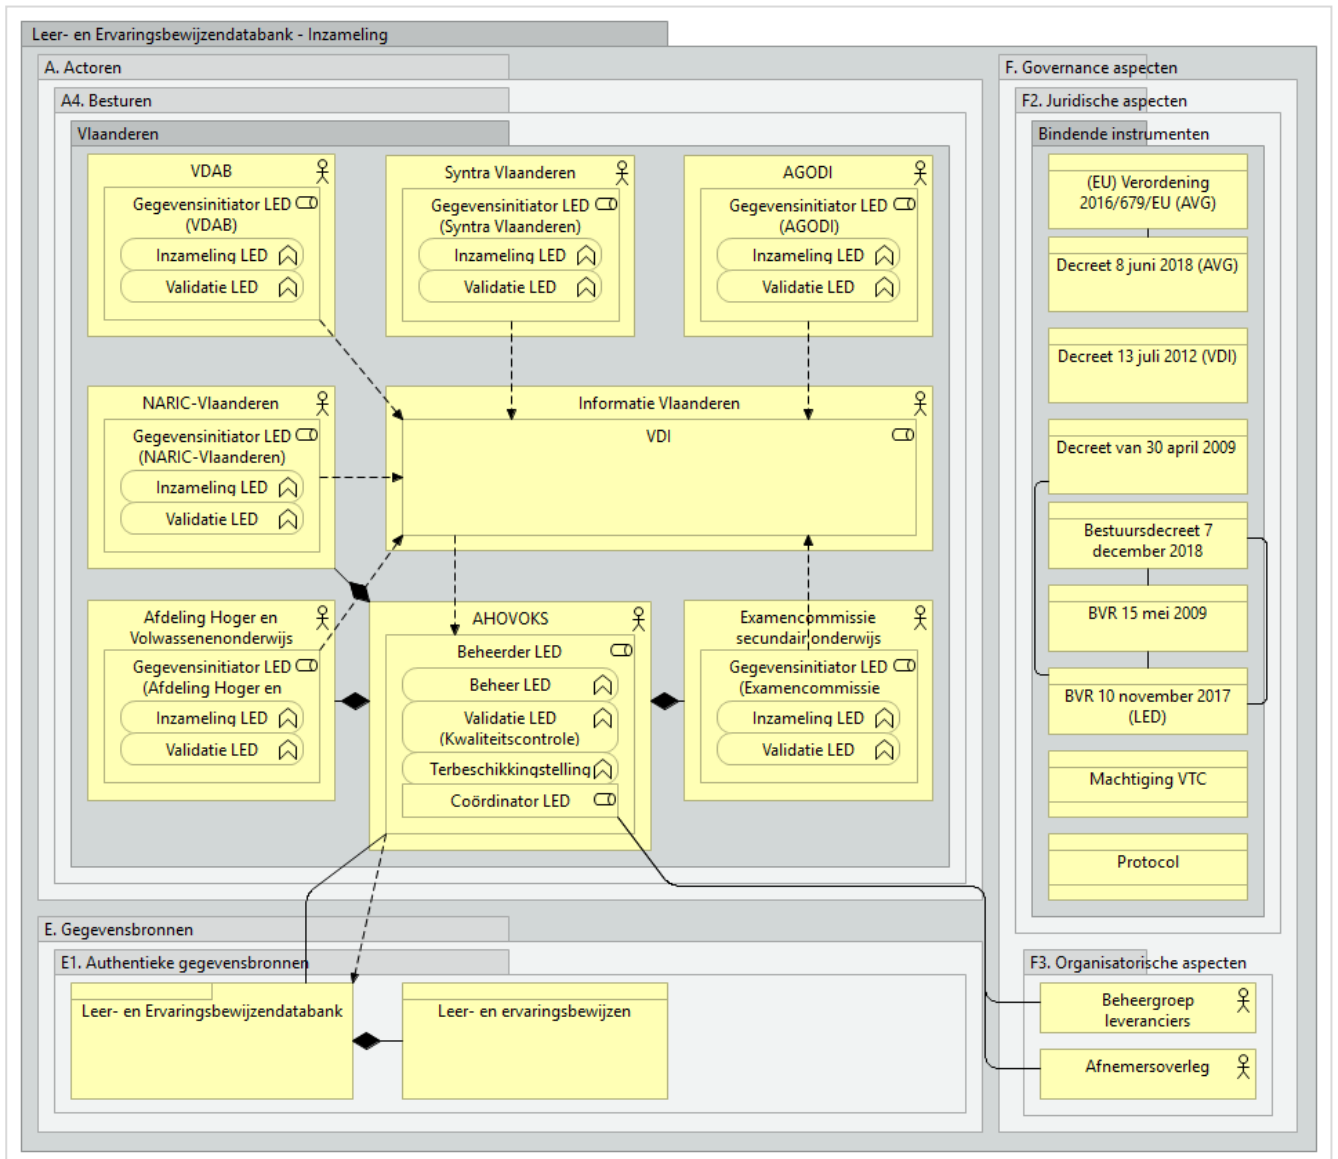 Leer- en Ervaringsbewijzendatabank - Inzameling
A. Actoren
A4. Besturen
Vlaanderen
VDAB
Gegevensinitiator LED
(VDAB)
Inzameling LED
Validatie LED
Syntra Vlaanderen
Gegevensinitiator LED
(Syntra Vlaanderen)
Inzameling LED
Validatie LED
AGODI
Gegevensinitiator LED
(AGODI)
Inzameling LED
Validatie LED
NARIC-Vlaanderen
Gegevensinitiator LED
(NARIC-Vlaanderen)
Inzameling LED
Validatie LED
Informatie Vlaanderen
VDI
Afdeling Hoger en
Volwassenenonderwijs
Gegevensinitiator LED
(Afdeling Hoger en
Inzameling LED
Validatie LED
AHOVOKS
Beheerder LED
Beheer LED
Validatie LED
(Kwaliteitscontrole)
Terbeschikkingstelling
Coördinator LED
Examencommissie
secundair onderwijs
Gegevensinitiator LED
(Examencommissie
Inzameling LED
Validatie LED
E. Gegevensbronnen
E1. Authentieke gegevensbronnen
Leer- en Ervaringsbewijzendatabank
Leer- en ervaringsbewijzen
F. Governance aspecten
F2. Juridische aspecten
Bindende instrumenten
(EU) Verordening
2016/679/EU (AVG)
Decreet 8 juni 2018 (AVG)
Decreet 13 juli 2012 (VDI)
Decreet van 30 april 2009
Bestuursdecreet 7
december 2018
BVR 15 mei 2009
BVR 10 november 2017
(LED)
Machtiging VTC
Protocol
F3. Organisatorische aspecten
Beheergroep
leveranciers
Afnemersoverleg